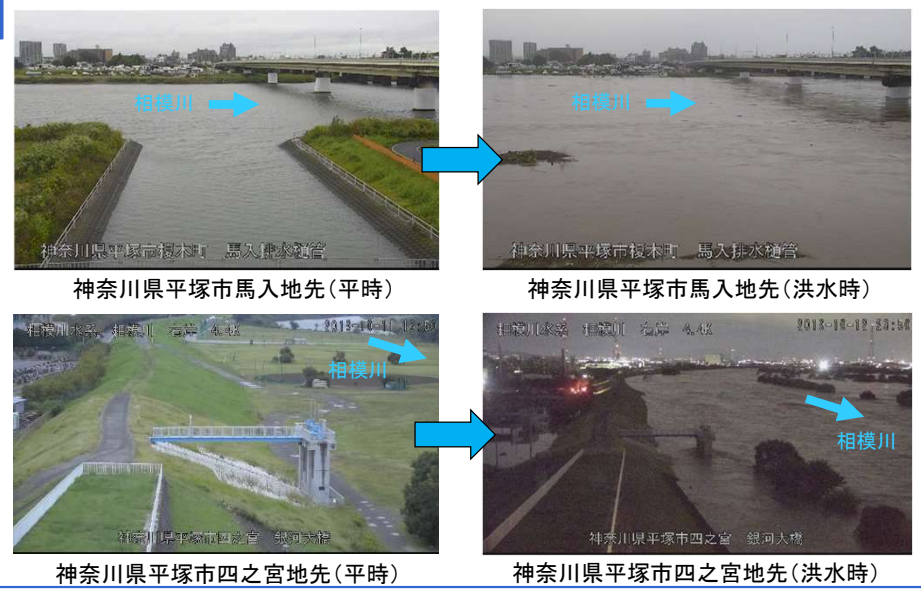 相模川
相模川
神奈川県平塚市榎木町 馬入排水樋管
神奈川県平塚市榎木町 馬入排水樋管
神奈川県平塚市馬入地先(平時)
神奈川県平塚市馬入地先(洪水時)
相模川水系 相模川 右岸 4.4K
相模川水系 相模川 右岸 4.4K
相模川
相模川
神奈川県平塚市四之宮 銀河大橋
神奈川県平塚市四之宮 銀河大橋
神奈川県平塚市四之宮地先(平時)
神奈川県平塚市四之宮地先(洪水時)